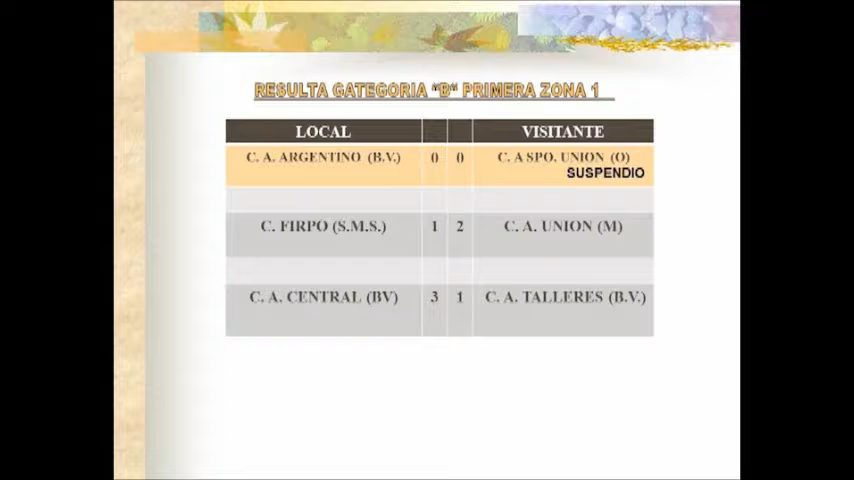 RESULTA GATEGORIA "B" PRIMERA ZONA 1
LOCAL VISITANTE
C. A. ARGENTINO (B.V.) 0 0 C. A SPO. UNION (O)
SUSPENDIO
C. FIRPO (S.M.S.) 1 2 C. A. UNION (M)
C. A. CENTRAL (BV) 3 1 C. A. TALLERES (B.V.)